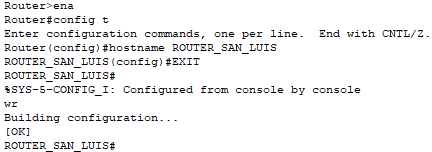 Router>ena
Router#config t
Enter configuration commands, one per line.  End with CNTL/Z.
Router(config)#hostname ROUTER_SAN_LUIS
ROUTER_SAN_LUIS(config)#EXIT
ROUTER_SAN_LUIS#
%SYS-5-CONFIG_I: Configured from console by console
wr
Building configuration...
[OK]
ROUTER_SAN_LUIS#